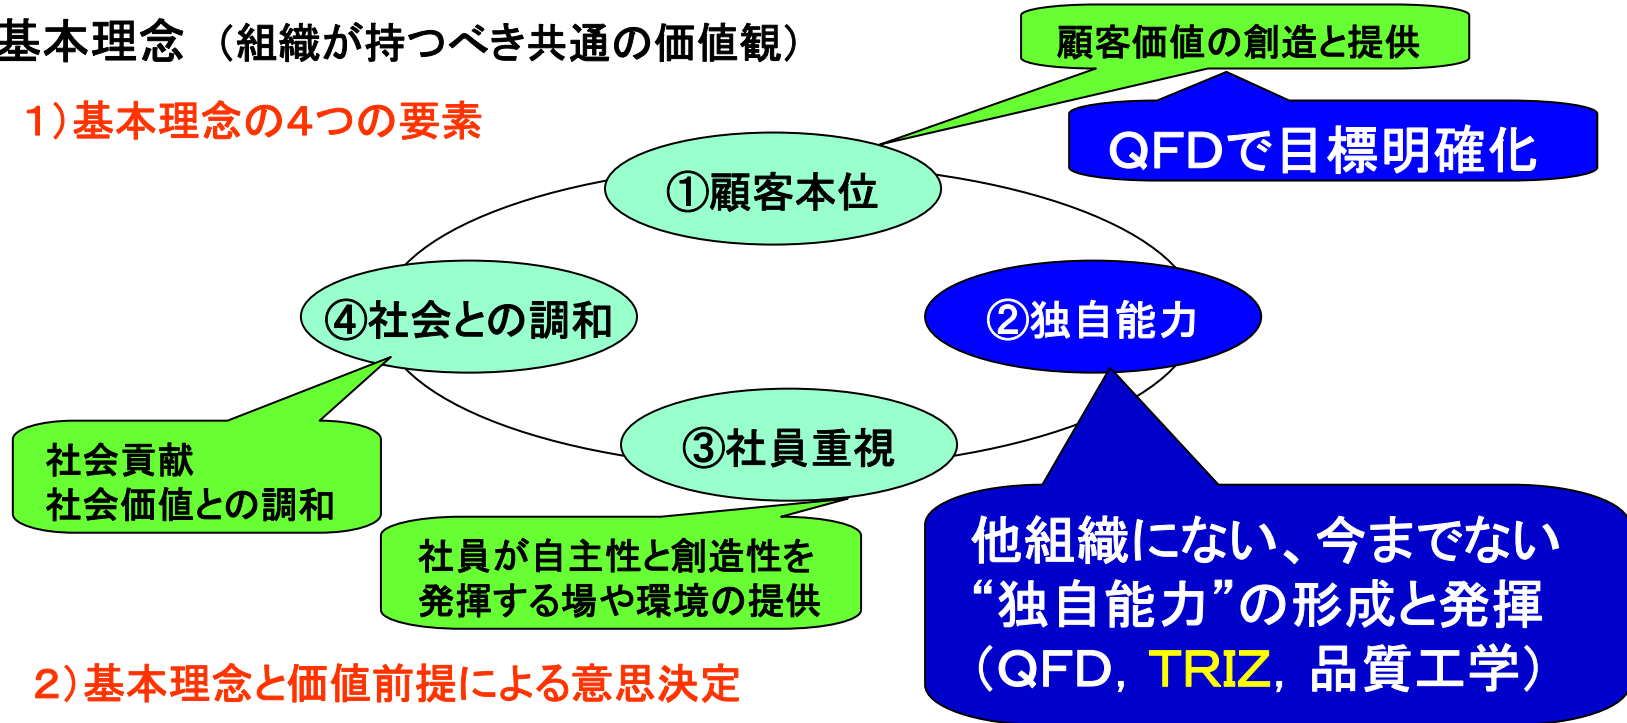 基本理念 （組織が持つべき共通の価値観）
顧客価値の創造と提供
１）基本理念の４つの要素
ＱＦＤで目標明確化
①顧客本位
④社会との調和
②独自能力
③社員重視
社会貢献
社会価値との調和
社員が自主性と創造性を
発揮する場や環境の提供
他組織にない、今までない
“独自能力”の形成と発揮
（ＱＦＤ，ＴＲＩＺ，品質工学）
２）基本理念と価値前提による意思決定